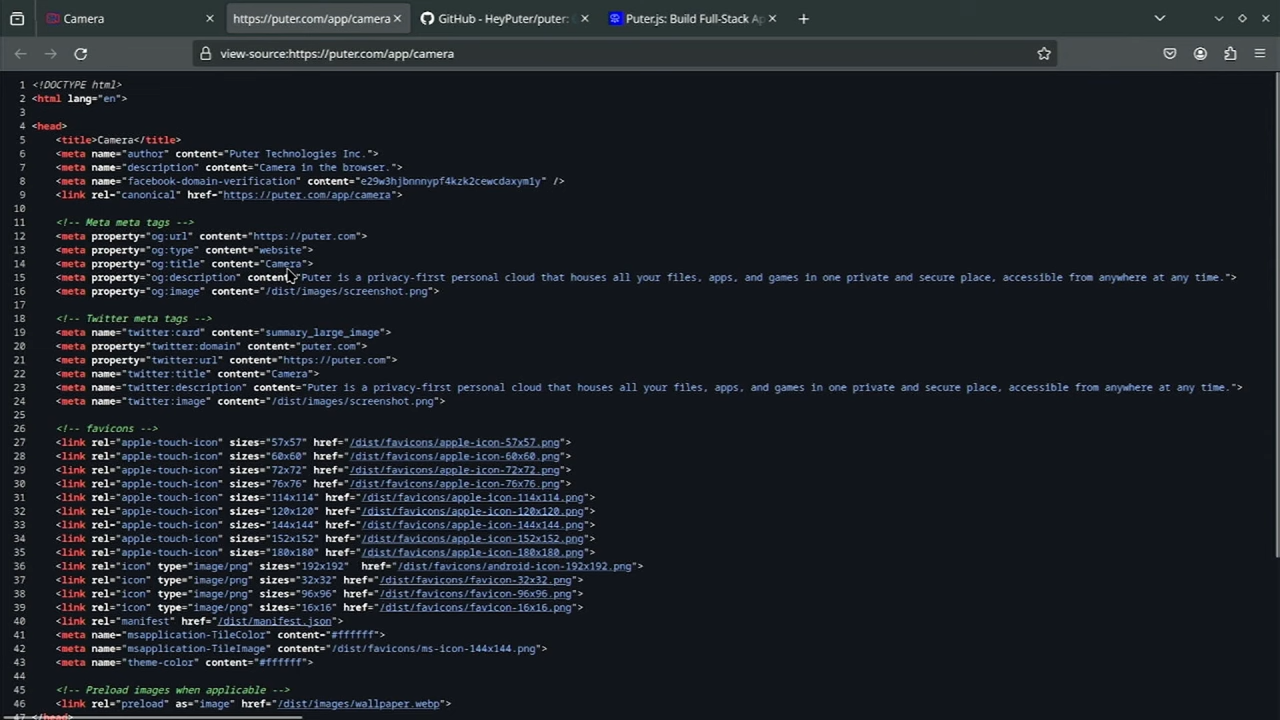 Camera
https://puter.com/app/camera
GitHub - HeyPuter/puter:
Puter.js: Build Full-Stack Ap
view-source:https://puter.com/app/camera
1 <!DOCTYPE html>
2 <html lang="en">
3
4 <head>
5 <title>Camera</title>
6 <meta name="author" content="Puter Technologies Inc.">
7 <meta name="description" content="Camera in the browser.">
8 <meta name="facebook-domain-verification" content="e29w3hjbnnnypf4kzk2cewcdaxym1y" />
9 <link rel="canonical" href="https://puter.com/app/camera">
10
11 <!-- Meta meta tags -->
12 <meta property="og:url" content="https://puter.com">
13 <meta property="og:type" content="website">
14 <meta property="og:title" content="Camera">
15 <meta property="og:description" content="Puter is a privacy-first personal cloud that houses all your files, apps, and games in one private and secure place, accessible from anywhere at any time.">
16 <meta property="og:image" content="/dist/images/screenshot.png">
17
18 <!-- Twitter meta tags -->
19 <meta name="twitter:card" content="summary_large_image">
20 <meta property="twitter:domain" content="puter.com">
21 <meta property="twitter:url" content="https://puter.com">
22 <meta name="twitter:title" content="Camera">
23 <meta name="twitter:description" content="Puter is a privacy-first personal cloud that houses all your files, apps, and games in one private and secure place, accessible from anywhere at any time.">
24 <meta name="twitter:image" content="/dist/images/screenshot.png">
25
26 <!-- favicons -->
27 <link rel="apple-touch-icon" sizes="57x57" href="/dist/favicons/apple-icon-57x57.png">
28 <link rel="apple-touch-icon" sizes="60x60" href="/dist/favicons/apple-icon-60x60.png">
29 <link rel="apple-touch-icon" sizes="72x72" href="/dist/favicons/apple-icon-72x72.png">
30 <link rel="apple-touch-icon" sizes="76x76" href="/dist/favicons/apple-icon-76x76.png">
31 <link rel="apple-touch-icon" sizes="114x114" href="/dist/favicons/apple-icon-114x114.png">
32 <link rel="apple-touch-icon" sizes="120x120" href="/dist/favicons/apple-icon-120x120.png">
33 <link rel="apple-touch-icon" sizes="144x144" href="/dist/favicons/apple-icon-144x144.png">
34 <link rel="apple-touch-icon" sizes="152x152" href="/dist/favicons/apple-icon-152x152.png">
35 <link rel="apple-touch-icon" sizes="180x180" href="/dist/favicons/apple-icon-180x180.png">
36 <link rel="icon" type="image/png" sizes="192x192"  href="/dist/favicons/android-icon-192x192.png">
37 <link rel="icon" type="image/png" sizes="32x32" href="/dist/favicons/favicon-32x32.png">
38 <link rel="icon" type="image/png" sizes="96x96" href="/dist/favicons/favicon-96x96.png">
39 <link rel="icon" type="image/png" sizes="16x16" href="/dist/favicons/favicon-16x16.png">
40 <link rel="manifest" href="/dist/manifest.json">
41 <meta name="msapplication-TileColor" content="#ffffff">
42 <meta name="msapplication-TileImage" content="/dist/favicons/ms-icon-144x144.png">
43 <meta name="theme-color" content="#ffffff">
44
45 <!-- Preload images when applicable -->
46 <link rel="preload" as="image" href="/dist/images/wallpaper.webp">
47 </head>